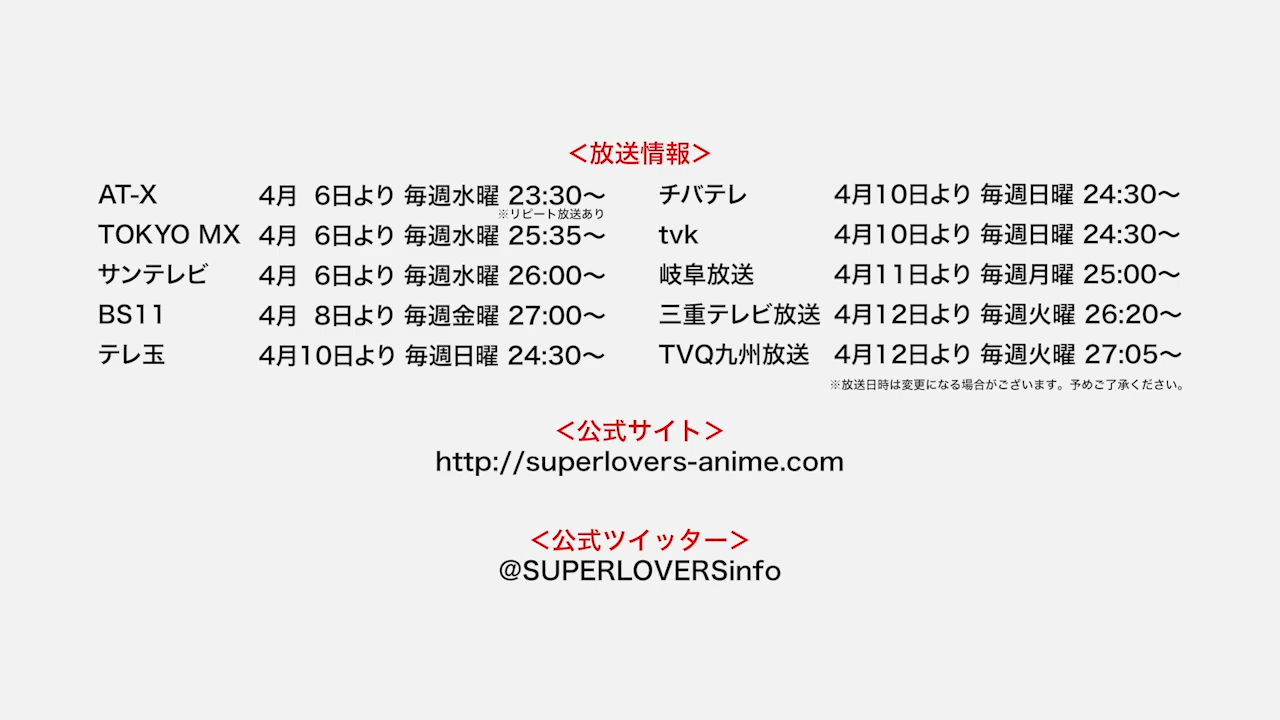 ＜放送情報＞
AT-X 4月 6日より 毎週水曜 23:30～
※リピート放送あり
TOKYO MX 4月 6日より 毎週水曜 25:35～
サンテレビ 4月 6日より 毎週水曜 26:00～
BS11 4月 8日より 毎週金曜 27:00～
テレ玉 4月10日より 毎週日曜 24:30～
チバテレ 4月10日より 毎週日曜 24:30～
tvk 4月10日より 毎週日曜 24:30～
岐阜放送 4月11日より 毎週月曜 25:00～
三重テレビ放送 4月12日より 毎週火曜 26:20～
TVQ九州放送 4月12日より 毎週火曜 27:05～
※放送日時は変更になる場合がございます。予めご了承ください。
＜公式サイト＞
http://superlovers-anime.com
＜公式ツイッター＞
@SUPERLOVERSinfo